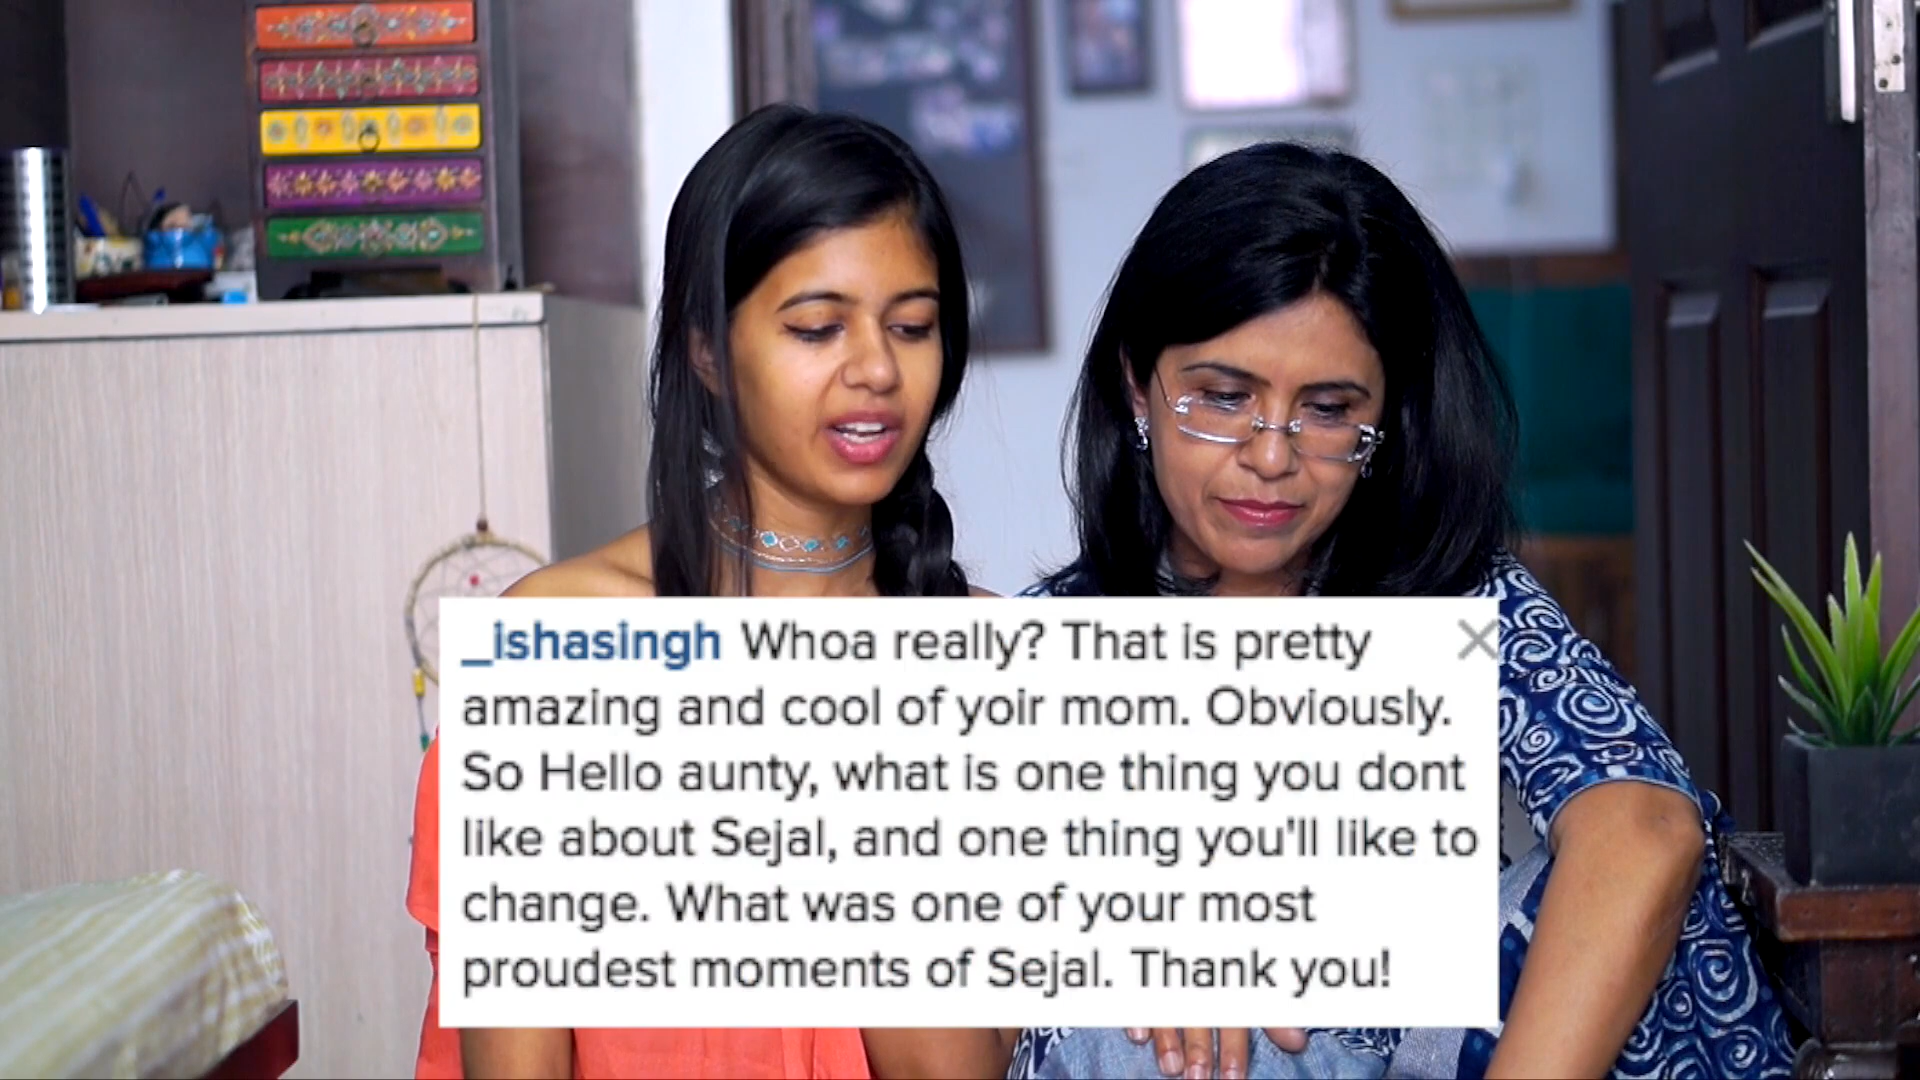 _ishasingh Whoa really? That is pretty
amazing and cool of yoir mom. Obviously.
So Hello aunty, what is one thing you dont
like about Sejal, and one thing you'll like to
change. What was one of your most
proudest moments of Sejal. Thank you!